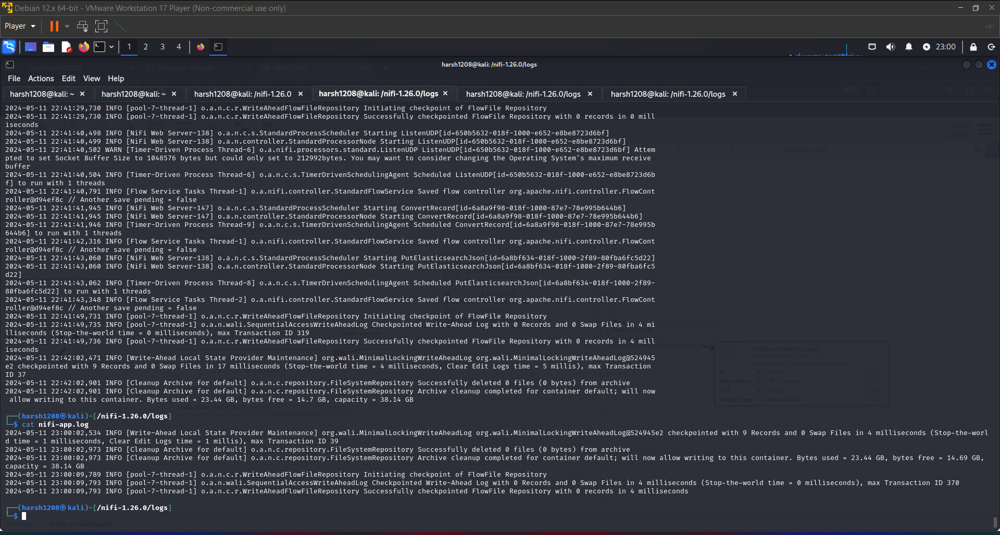 Debian 12.x 64-bit - VMware Workstation 17 Player (Non-commercial use only)
Player
1 2 3 4
23:00
localhost:9200/ Discover - Elastic NiFi Flow
harsh1208@kali: /nifi-1.26.0/logs
File Actions Edit View Help
harsh1208@kali: ~ harsh1208@kali: ~ harsh1208@kali: /nifi-1.26.0 harsh1208@kali: /nifi-1.26.0/logs harsh1208@kali: /nifi-1.26.0/logs harsh1208@kali: /nifi-1.26.0/logs
90%
2024-05-11 22:41:29,730 INFO [pool-7-thread-1] o.a.n.c.r.WriteAheadFlowFileRepository Initiating checkpoint of FlowFile Repository
2024-05-11 22:41:29,730 INFO [pool-7-thread-1] o.a.n.c.r.WriteAheadFlowFileRepository Successfully checkpointed FlowFile Repository with 0 records in 0 mill
iseconds
2024-05-11 22:41:40,498 INFO [NiFi Web Server-138] o.a.n.c.s.StandardProcessScheduler Starting ListenUDP[id=650b5632-018f-1000-e652-e8be8723d6bf]
2024-05-11 22:41:40,499 INFO [NiFi Web Server-138] o.a.n.controller.StandardProcessorNode Starting ListenUDP[id=650b5632-018f-1000-e652-e8be8723d6bf]
2024-05-11 22:41:40,502 WARN [Timer-Driven Process Thread-6] o.a.nifi.processors.standard.ListenUDP ListenUDP[id=650b5632-018f-1000-e652-e8be8723d6bf] Attem
pted to set Socket Buffer Size to 1048576 bytes but could only set to 212992bytes. You may want to consider changing the Operating System's maximum receive
buffer
2024-05-11 22:41:40,504 INFO [Timer-Driven Process Thread-6] o.a.n.c.s.TimerDrivenSchedulingAgent Scheduled ListenUDP[id=650b5632-018f-1000-e652-e8be8723d6b
f] to run with 1 threads
2024-05-11 22:41:40,791 INFO [Flow Service Tasks Thread-1] o.a.nifi.controller.StandardFlowService Saved flow controller org.apache.nifi.controller.FlowCont
roller@d94ef8c // Another save pending = false
2024-05-11 22:41:41,945 INFO [NiFi Web Server-147] o.a.n.c.s.StandardProcessScheduler Starting ConvertRecord[id=6a8a9f98-018f-1000-87e7-78e995b644b6]
2024-05-11 22:41:41,945 INFO [NiFi Web Server-147] o.a.n.controller.StandardProcessorNode Starting ConvertRecord[id=6a8a9f98-018f-1000-87e7-78e995b644b6]
2024-05-11 22:41:41,946 INFO [Timer-Driven Process Thread-9] o.a.n.c.s.TimerDrivenSchedulingAgent Scheduled ConvertRecord[id=6a8a9f98-018f-1000-87e7-78e995b
644b6] to run with 1 threads
2024-05-11 22:41:42,316 INFO [Flow Service Tasks Thread-1] o.a.nifi.controller.StandardFlowService Saved flow controller org.apache.nifi.controller.FlowCont
roller@d94ef8c // Another save pending = false
2024-05-11 22:41:43,060 INFO [NiFi Web Server-138] o.a.n.c.s.StandardProcessScheduler Starting PutElasticsearchJson[id=6a8bf634-018f-1000-2f89-80fba6fc5d22]
2024-05-11 22:41:43,060 INFO [NiFi Web Server-138] o.a.n.controller.StandardProcessorNode Starting PutElasticsearchJson[id=6a8bf634-018f-1000-2f89-80fba6fc5
d22]
2024-05-11 22:41:43,062 INFO [Timer-Driven Process Thread-8] o.a.n.c.s.TimerDrivenSchedulingAgent Scheduled PutElasticsearchJson[id=6a8bf634-018f-1000-2f89-
80fba6fc5d22] to run with 1 threads
2024-05-11 22:41:43,348 INFO [Flow Service Tasks Thread-2] o.a.nifi.controller.StandardFlowService Saved flow controller org.apache.nifi.controller.FlowCont
roller@d94ef8c // Another save pending = false
2024-05-11 22:41:49,731 INFO [pool-7-thread-1] o.a.n.c.r.WriteAheadFlowFileRepository Initiating checkpoint of FlowFile Repository
2024-05-11 22:41:49,735 INFO [pool-7-thread-1] o.a.n.wali.SequentialAccessWriteAheadLog Checkpointed Write-Ahead Log with 0 Records and 0 Swap Files in 4 mi
lliseconds (Stop-the-world time = 0 milliseconds), max Transaction ID 319
2024-05-11 22:41:49,736 INFO [pool-7-thread-1] o.a.n.c.r.WriteAheadFlowFileRepository Successfully checkpointed FlowFile Repository with 0 records in 4 mill
iseconds
2024-05-11 22:42:02,471 INFO [Write-Ahead Local State Provider Maintenance] org.wali.MinimalLockingWriteAheadLog org.wali.MinimalLockingWriteAheadLog@524945
e2 checkpointed with 9 Records and 0 Swap Files in 17 milliseconds (Stop-the-world time = 4 milliseconds, Clear Edit Logs time = 5 millis), max Transaction
ID 37
2024-05-11 22:42:02,901 INFO [Cleanup Archive for default] o.a.n.c.repository.FileSystemRepository Successfully deleted 0 files (0 bytes) from archive
2024-05-11 22:42:02,901 INFO [Cleanup Archive for default] o.a.n.c.repository.FileSystemRepository Archive cleanup completed for container default; will now
allow writing to this container. Bytes used = 23.44 GB, bytes free = 14.7 GB, capacity = 38.14 GB
PutElasticsearchJson
┌──(harsh1208㉿kali)-[/nifi-1.26.0/logs]
└─$ cat nifi-app.log
2024-05-11 23:00:02,534 INFO [Write-Ahead Local State Provider Maintenance] org.wali.MinimalLockingWriteAheadLog org.wali.MinimalLockingWriteAheadLog@524945e2 checkpointed with 9 Records and 0 Swap Files in 4 milliseconds (Stop-the-worl
d time = 1 milliseconds, Clear Edit Logs time = 1 millis), max Transaction ID 39
2024-05-11 23:00:02,973 INFO [Cleanup Archive for default] o.a.n.c.repository.FileSystemRepository Successfully deleted 0 files (0 bytes) from archive
2024-05-11 23:00:02,973 INFO [Cleanup Archive for default] o.a.n.c.repository.FileSystemRepository Archive cleanup completed for container default; will now allow writing to this container. Bytes used = 23.44 GB, bytes free = 14.69 GB,
capacity = 38.14 GB
2024-05-11 23:00:09,789 INFO [pool-7-thread-1] o.a.n.c.r.WriteAheadFlowFileRepository Initiating checkpoint of FlowFile Repository
2024-05-11 23:00:09,793 INFO [pool-7-thread-1] o.a.n.wali.SequentialAccessWriteAheadLog Checkpointed Write-Ahead Log with 0 Records and 0 Swap Files in 4 milliseconds (Stop-the-world time = 0 milliseconds), max Transaction ID 370
2024-05-11 23:00:09,793 INFO [pool-7-thread-1] o.a.n.c.r.WriteAheadFlowFileRepository Successfully checkpointed FlowFile Repository with 0 records in 4 milliseconds
┌──(harsh1208㉿kali)-[/nifi-1.26.0/logs]
└─$
NiFi Flow Syslog to Elasticsearch